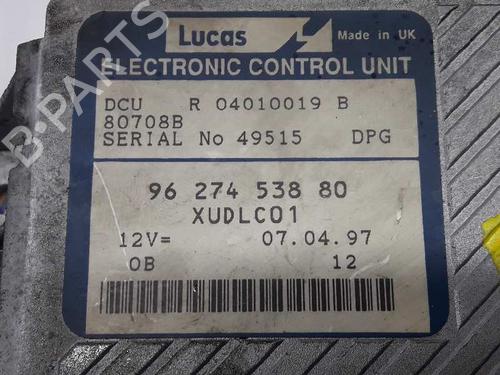 Lucas Made in UK
ELECTRONIC CONTROL UNIT
DCU R 04010019 B
80708B
SERIAL No 49515 DPG
96 274 538 80
XUDLC01
12V= 07.04.97
0B 12
B-PARTS